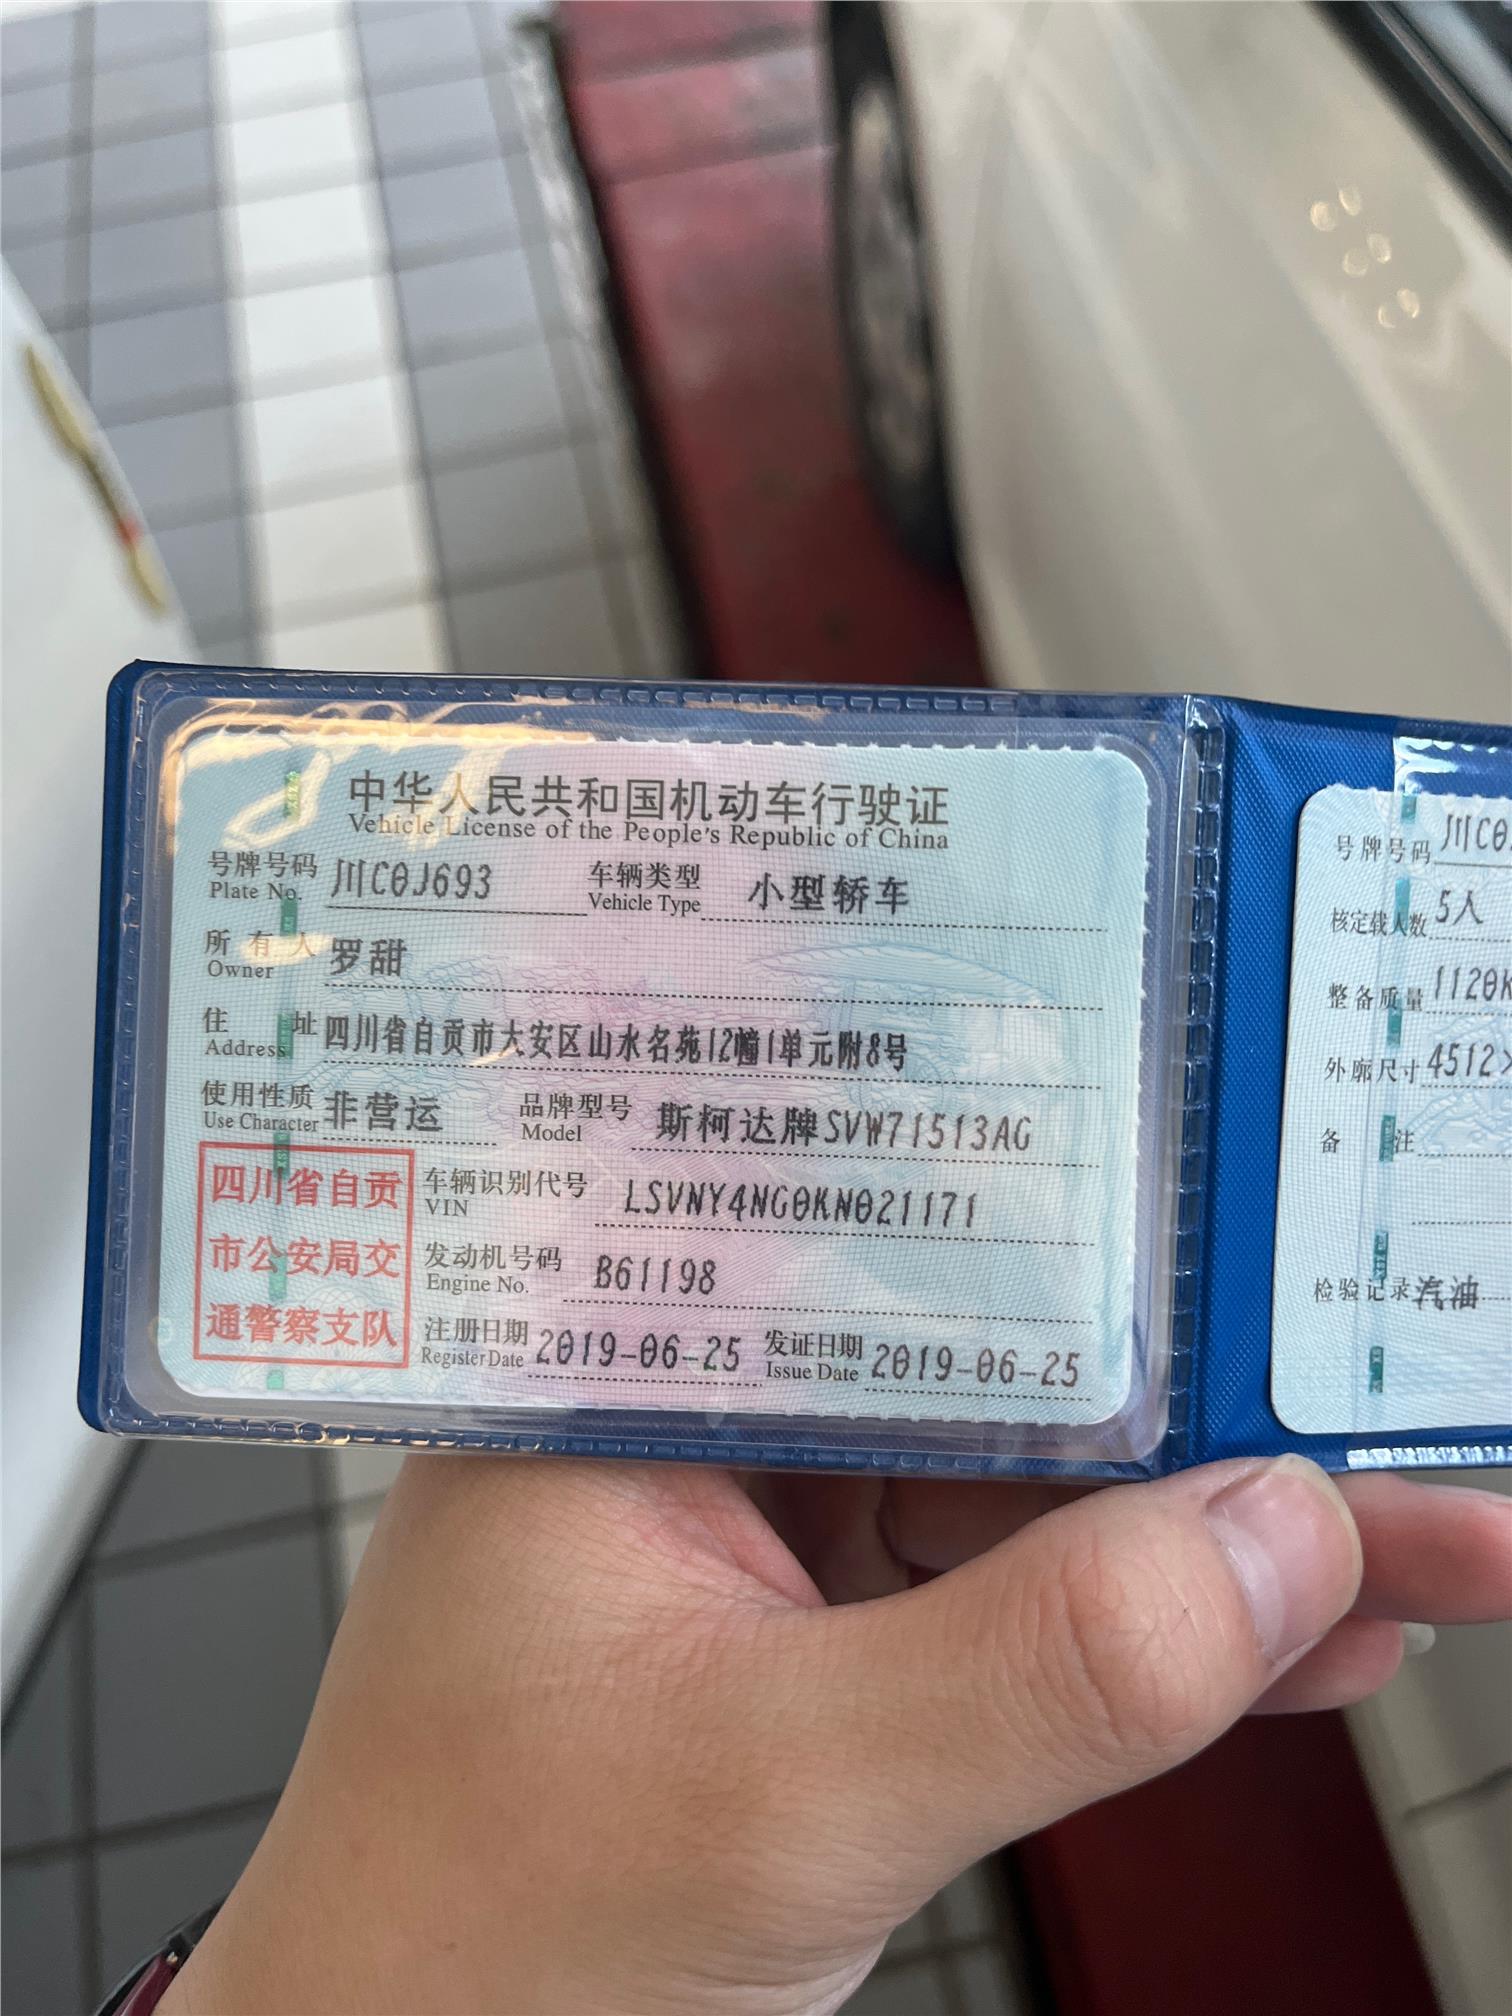 中华人民共和国机动车行驶证
Vehicle License of the People's Republic of China
号牌号码 川C0J693 车辆类型 小型轿车
Plate No. Vehicle Type
所有人 罗甜
Owner
住址 四川省自贡市大安区山水名苑12幢1单元附8号
Address
使用性质 非营运 品牌型号 斯柯达牌SVW71513AG
Use Character Model
四川省自贡
市公安局交
通警察支队
车辆识别代号 LSVNY4NG0KN021171
VIN
发动机号码 B61198
Engine No.
注册日期 2019-06-25 发证日期 2019-06-25
Register Date Issue Date
号牌号码 川C0
核定载人数 5人
整备质量 1120K
外廓尺寸 4512×
备注
检验记录 汽油